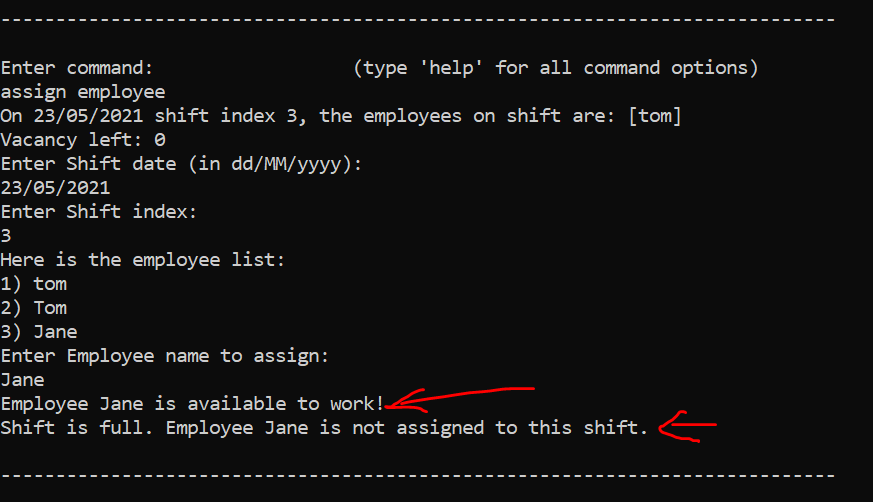 ---------------------------------------------------------------------------
Enter command:                  (type 'help' for all command options)
assign employee
On 23/05/2021 shift index 3, the employees on shift are: [tom]
Vacancy left: 0
Enter Shift date (in dd/MM/yyyy):
23/05/2021
Enter Shift index:
3
Here is the employee list:
1) tom
2) Tom
3) Jane
Enter Employee name to assign:
Jane
Employee Jane is available to work!
Shift is full. Employee Jane is not assigned to this shift.
---------------------------------------------------------------------------